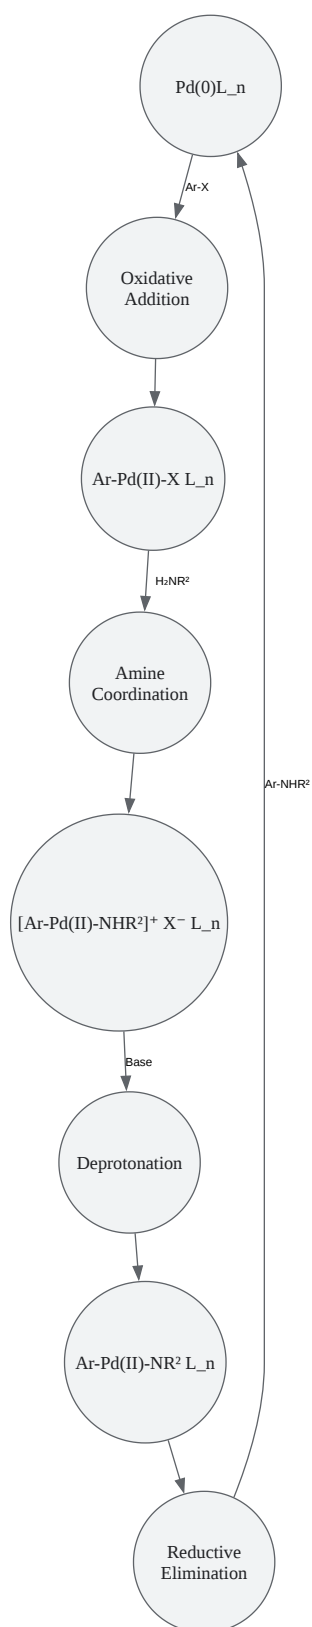 Pd(0)L_n
Ar-X
Oxidative
Addition
Ar-Pd(II)-X L_n
H₂NR²
Amine
Coordination
Ar-NHR²
[Ar-Pd(II)-NHR²]⁺ X⁻ L_n
Base
Deprotonation
Ar-Pd(II)-NR² L_n
Reductive
Elimination